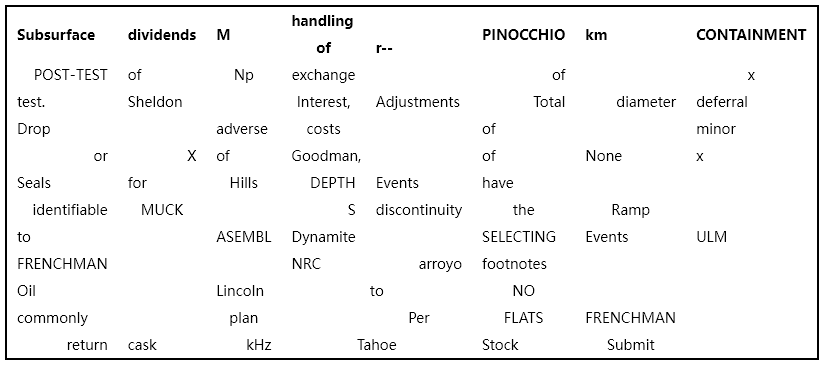 Subsurface dividends M handling of r-- PINOCCHIO km CONTAINMENT
POST-TEST of Np exchange of x
test. Sheldon Interest, Adjustments Total diameter deferral
Drop adverse costs of minor
or X of Goodman, of None x
Seals for Hills DEPTH Events have
identifiable MUCK S discontinuity the Ramp
to ASEMBL Dynamite SELECTING Events ULM
FRENCHMAN NRC arroyo footnotes
Oil Lincoln to NO
commonly plan Per FLATS FRENCHMAN
return cask kHz Tahoe Stock Submit